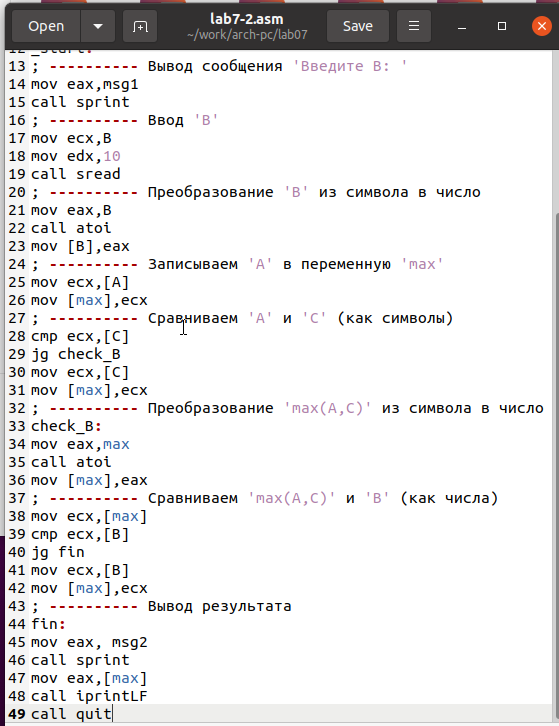 Open
lab7-2.asm
~/work/arch-pc/lab07
Save
12 _start:
13 ; ---------- Вывод сообщения 'Введите B: '
14 mov eax,msg1
15 call sprint
16 ; ---------- Ввод 'B'
17 mov ecx,B
18 mov edx,10
19 call sread
20 ; ---------- Преобразование 'B' из символа в число
21 mov eax,B
22 call atoi
23 mov [B],eax
24 ; ---------- Записываем 'A' в переменную 'max'
25 mov ecx,[A]
26 mov [max],ecx
27 ; ---------- Сравниваем 'A' и 'C' (как символы)
28 cmp ecx,[C]
29 jg check_B
30 mov ecx,[C]
31 mov [max],ecx
32 ; ---------- Преобразование 'max(A,C)' из символа в число
33 check_B:
34 mov eax,max
35 call atoi
36 mov [max],eax
37 ; ---------- Сравниваем 'max(A,C)' и 'B' (как числа)
38 mov ecx,[max]
39 cmp ecx,[B]
40 jg fin
41 mov ecx,[B]
42 mov [max],ecx
43 ; ---------- Вывод результата
44 fin:
45 mov eax, msg2
46 call sprint
47 mov eax,[max]
48 call iprintLF
49 call quit